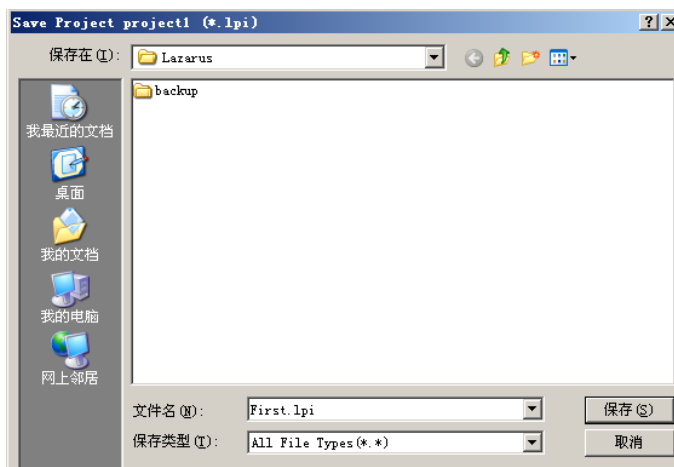 Save Project project1 (*.lpi)
保存在(I):
Lazarus
backup
我最近的文档
桌面
我的文档
我的电脑
网上邻居
文件名(N):
First.lpi
保存(S)
保存类型(T):
All File Types(*.*)
取消